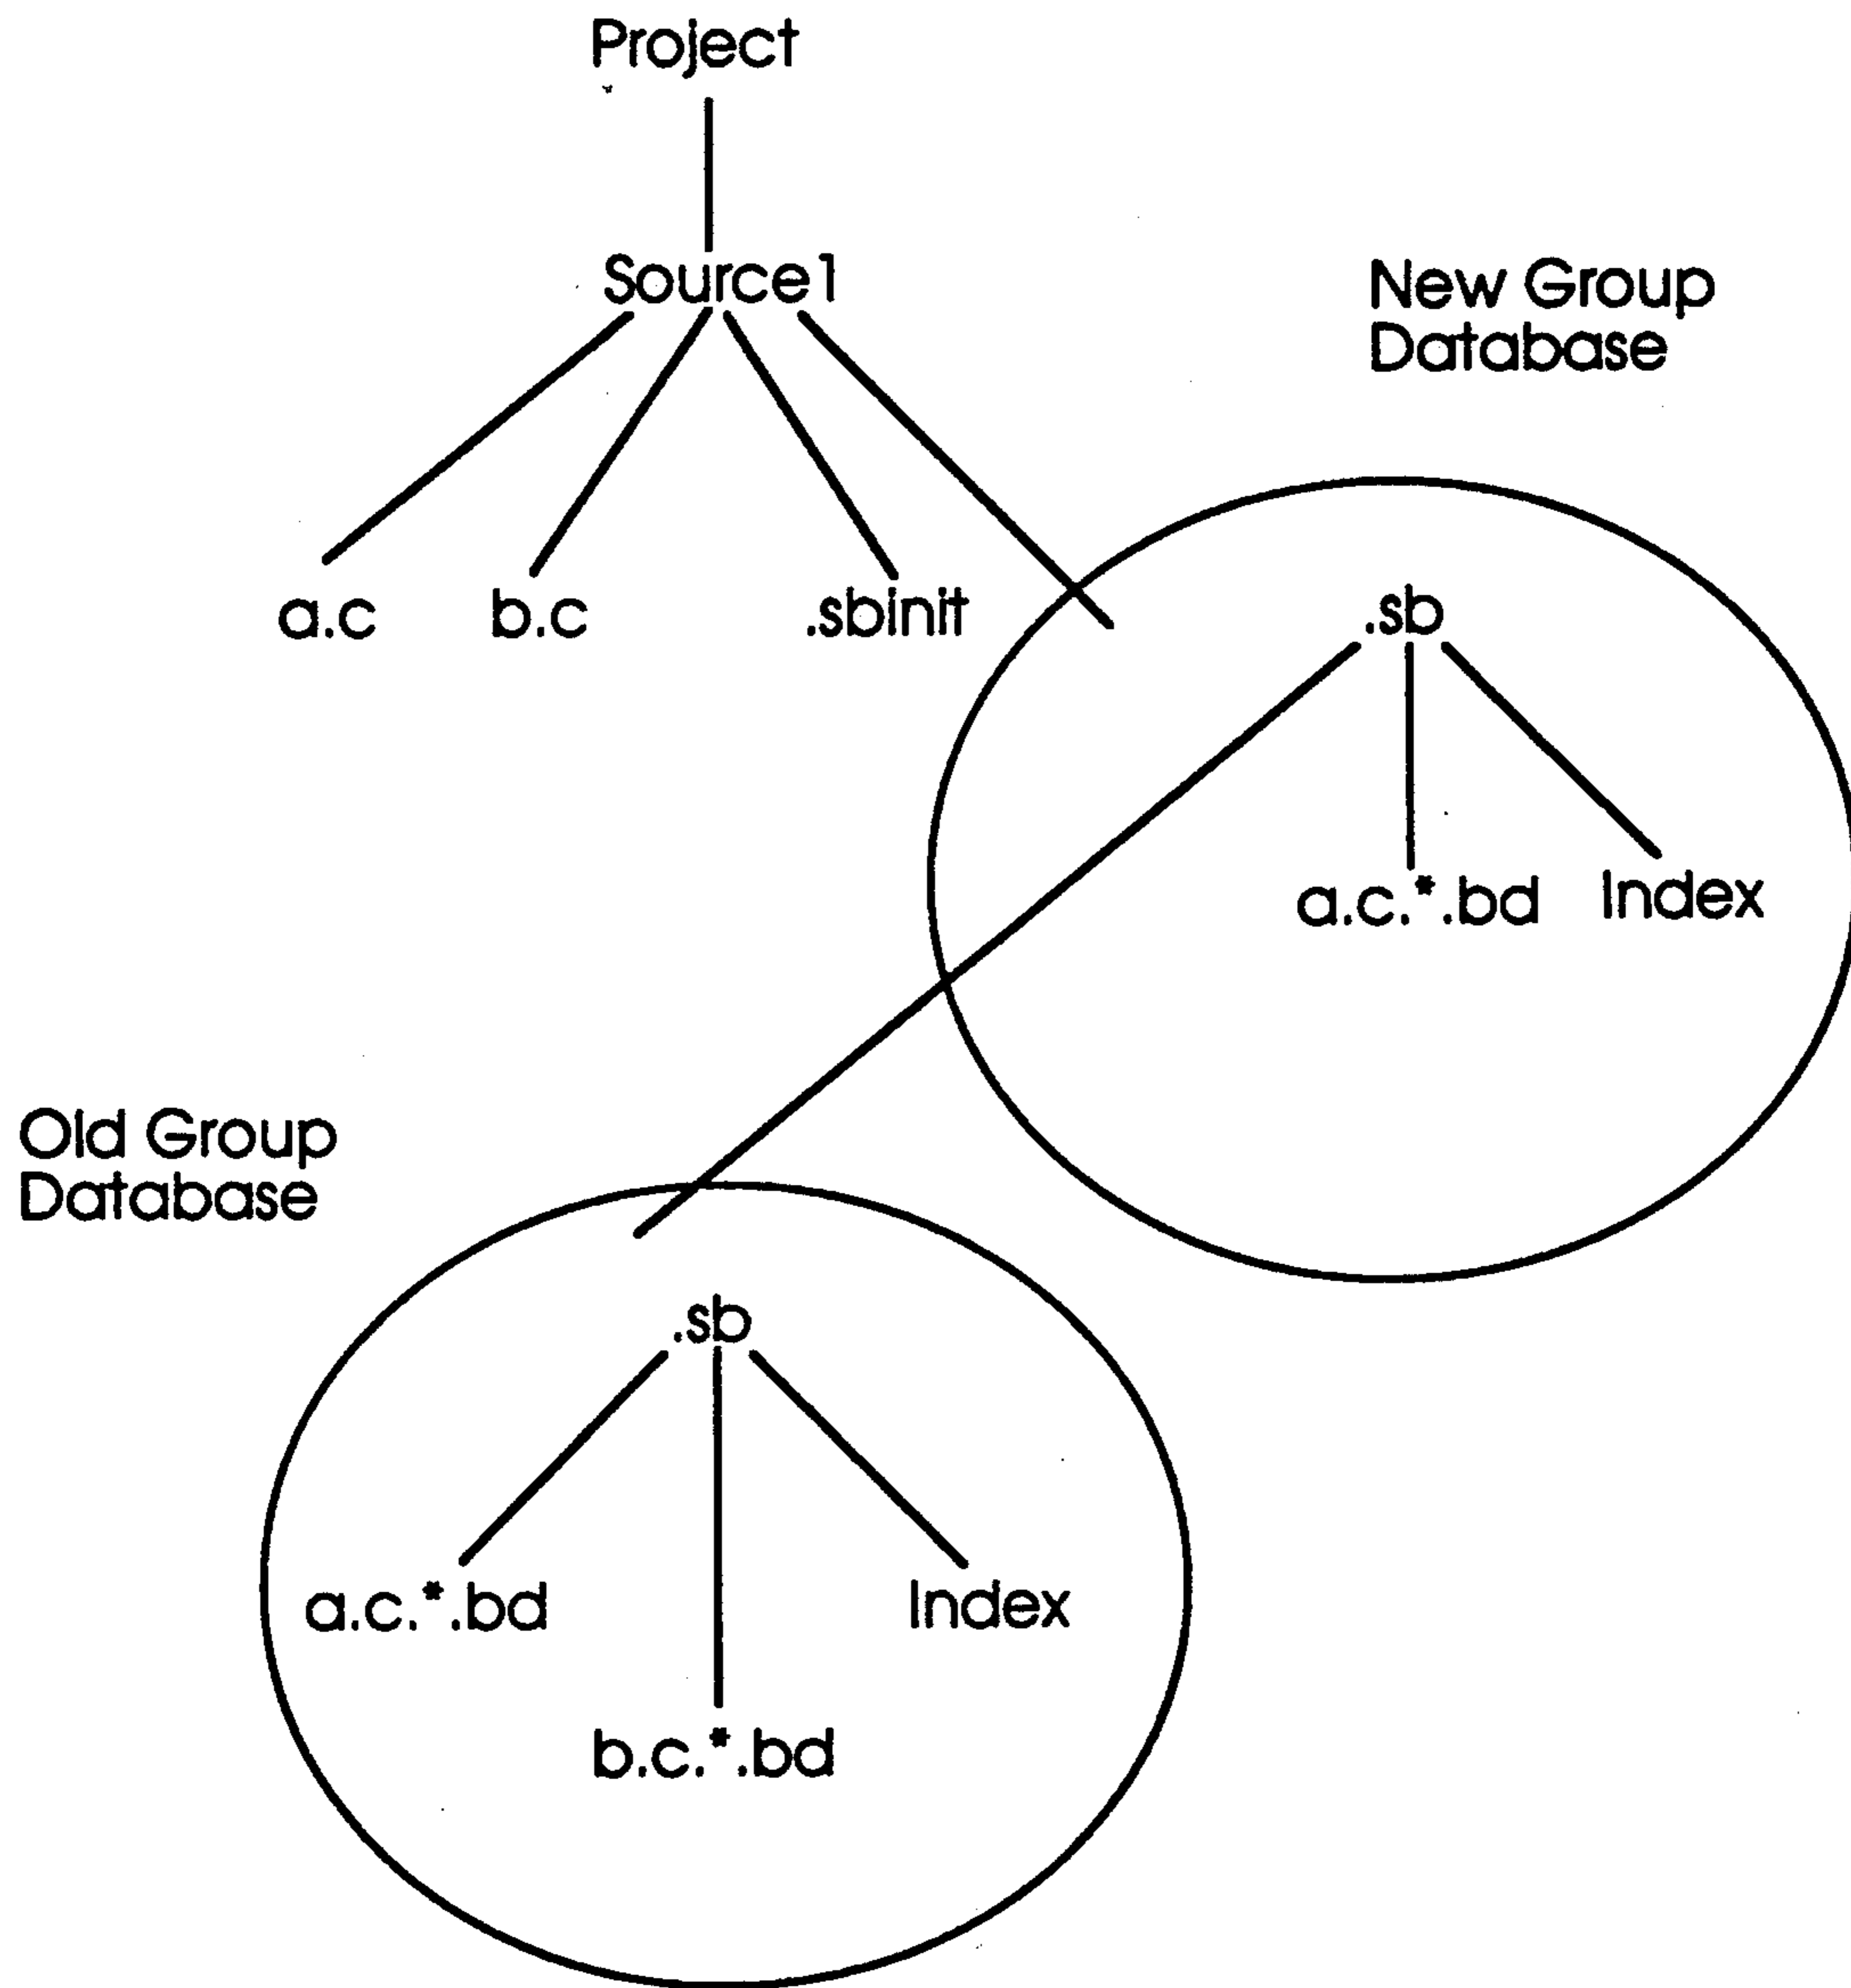 Project
Source1
New Group
Database
a.c
b.c
.sbinit
.sb
a.c.*.bd
Index
Old Group
Database
.sb
a.c.*.bd
Index
b.c.*.bd